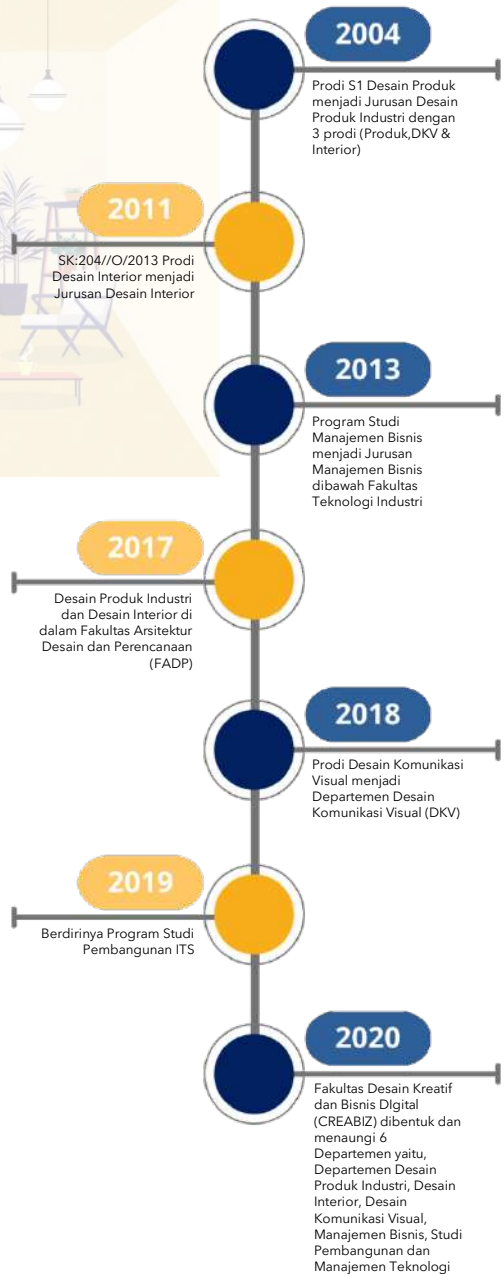 2004
Prodi S1 Desain Produk
menjadi Jurusan Desain
Produk Industri dengan
3 prodi (Produk,DKV &
Interior)
2011
SK:204//O/2013 Prodi
Desain Interior menjadi
Jurusan Desain Interior
2013
Program Studi
Manajemen Bisnis
menjadi Jurusan
Manajemen Bisnis
dibawah Fakultas
Teknologi Industri
2017
Desain Produk Industri
dan Desain Interior di
dalam Fakultas Arsitektur
Desain dan Perencanaan
(FADP)
2018
Prodi Desain Komunikasi
Visual menjadi
Departemen Desain
Komunikasi Visual (DKV)
2019
Berdirinya Program Studi
Pembangunan ITS
2020
Fakultas Desain Kreatif
dan Bisnis DIgital
(CREABIZ) dibentuk dan
menaungi 6
Departemen yaitu,
Departemen Desain
Produk Industri, Desain
Interior, Desain
Komunikasi Visual,
Manajemen Bisnis, Studi
Pembangunan dan
Manajemen Teknologi